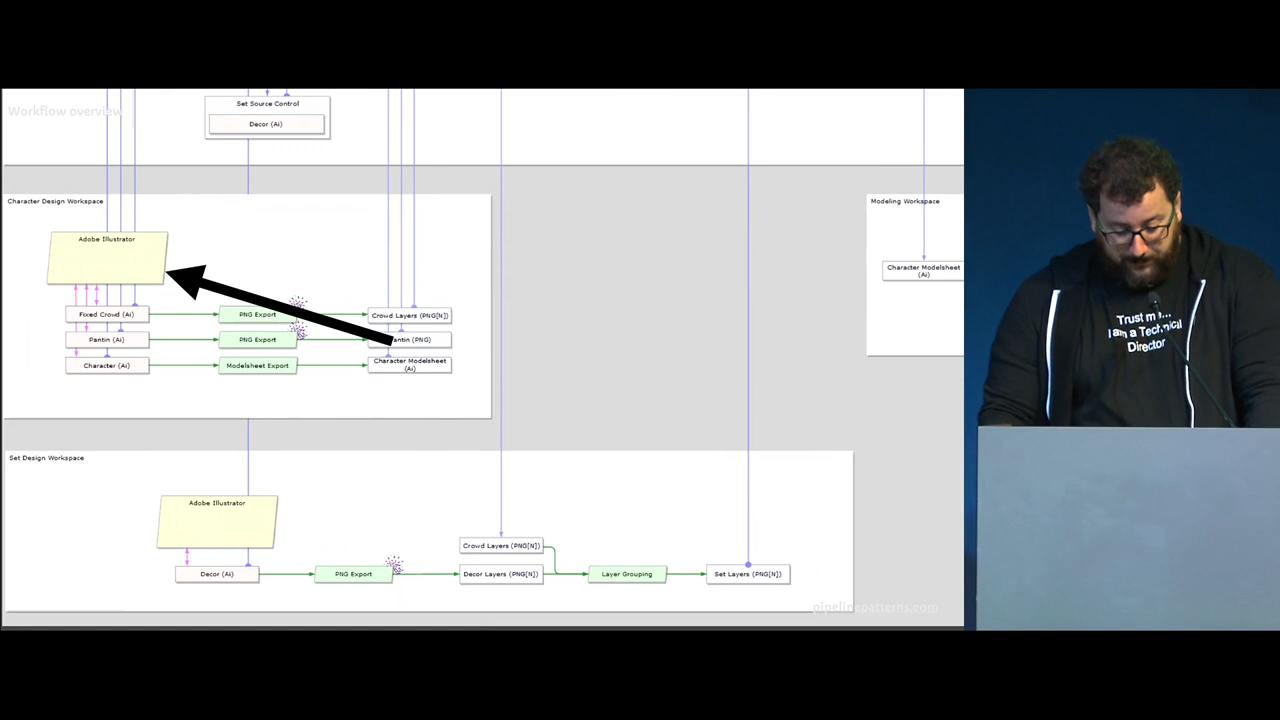 Workflow overview
Set Source Control
Decor (Ai)
Character Design Workspace
Modeling Workspace
Adobe Illustrator
Character Modelsheet
(Ai)
Fixed Crowd (Ai)
PNG Export
Crowd Layers (PNG[N])
Pantin (Ai)
PNG Export
Pantin (PNG)
Character (Ai)
Modelsheet Export
Character Modelsheet
(Ai)
Trust me...
I am a Technical
Director
Set Design Workspace
Adobe Illustrator
Crowd Layers (PNG[N])
Decor (Ai)
PNG Export
Decor Layers (PNG[N])
Layer Grouping
Set Layers (PNG[N])
pipelinepatterns.com